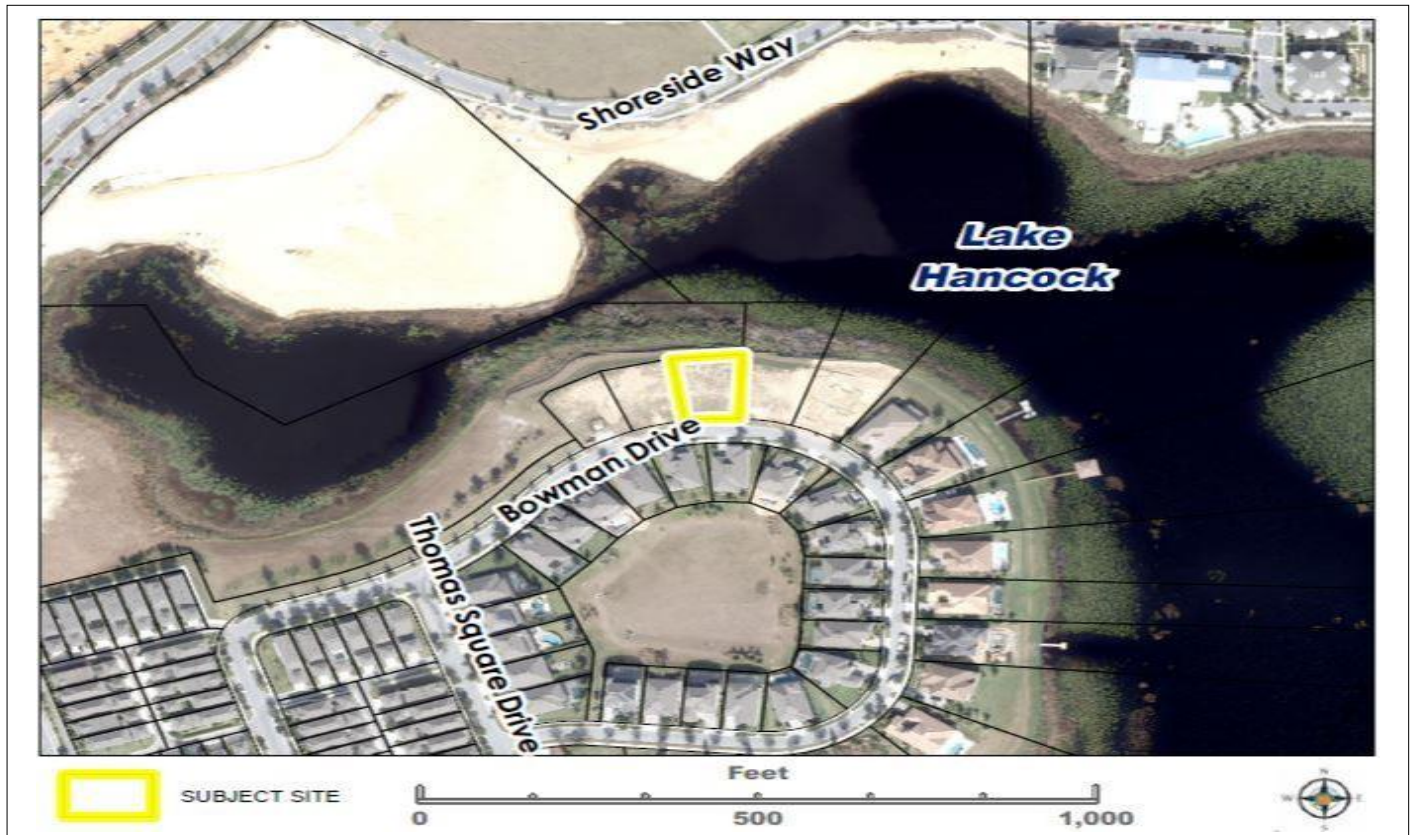 Shoreside Way
Lake
Hancock
Bowman Drive
Thomas Square Drive
SUBJECT SITE
Feet
0 500 1,000
N
W E
S